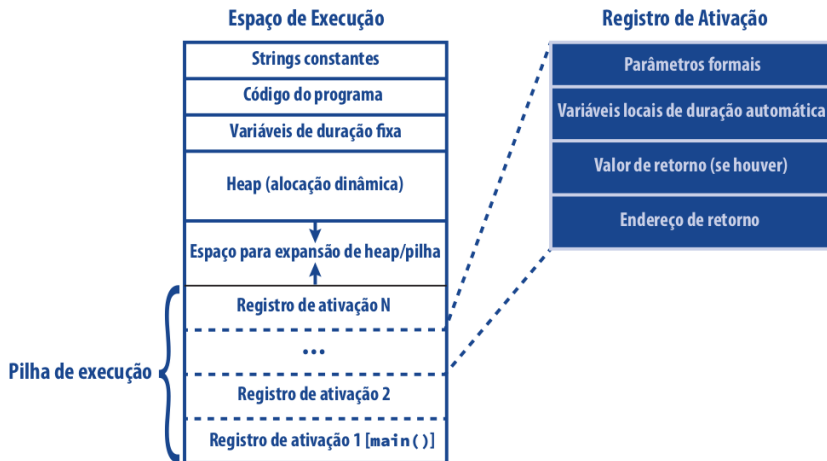 Espaço de Execução
Strings constantes
Código do programa
Variáveis de duração fixa
Heap (alocação dinâmica)
Espaço para expansão de heap/pilha
Registro de ativação N
...
Registro de ativação 2
Registro de ativação 1 [main()]
Pilha de execução
Registro de Ativação
Parâmetros formais
Variáveis locais de duração automática
Valor de retorno (se houver)
Endereço de retorno